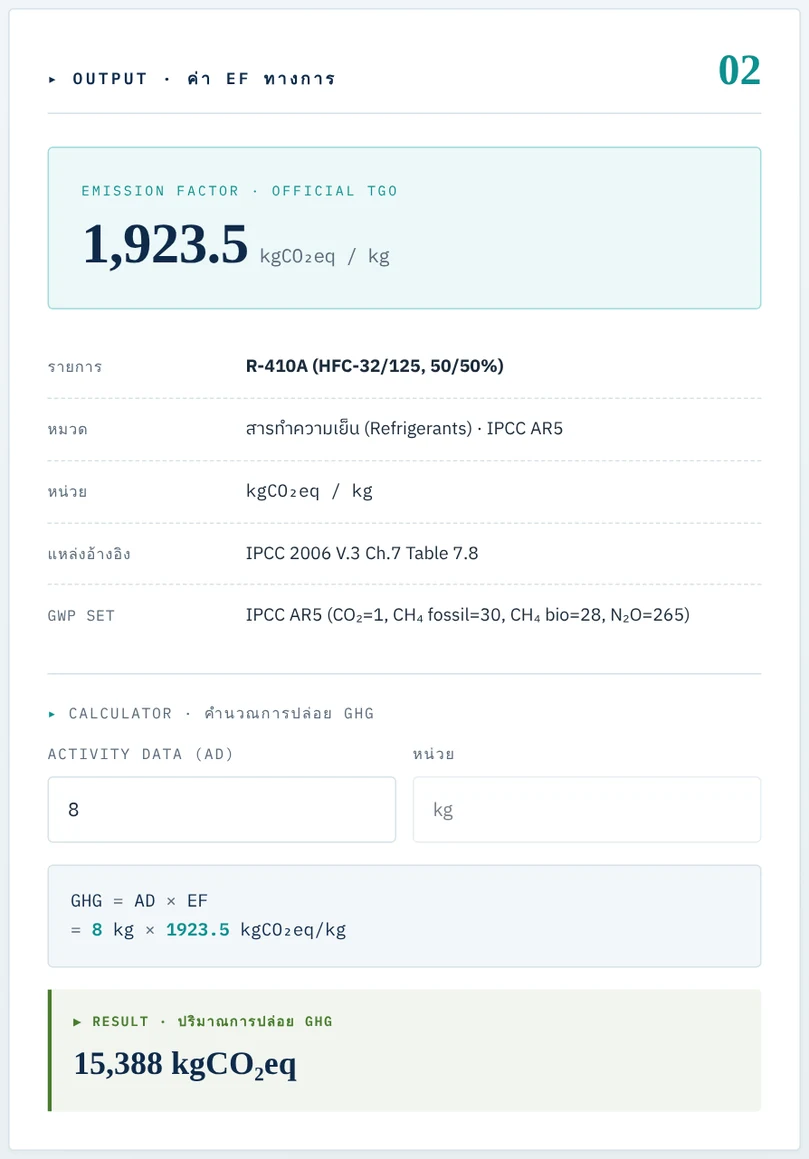 ▸ OUTPUT · ค่า EF ทางการ
02
EMISSION FACTOR · OFFICIAL TGO
1,923.5 kgCO₂eq / kg
รายการ R-410A (HFC-32/125, 50/50%)
หมวด สารทำความเย็น (Refrigerants) · IPCC AR5
หน่วย kgCO₂eq / kg
แหล่งอ้างอิง IPCC 2006 V.3 Ch.7 Table 7.8
GWP SET IPCC AR5 (CO₂=1, CH₄ fossil=30, CH₄ bio=28, N₂O=265)
▸ CALCULATOR · คำนวณการปล่อย GHG
ACTIVITY DATA (AD) หน่วย
8 kg
GHG = AD × EF
= 8 kg × 1923.5 kgCO₂eq/kg
▶ RESULT · ปริมาณการปล่อย GHG
15,388 kgCO₂eq